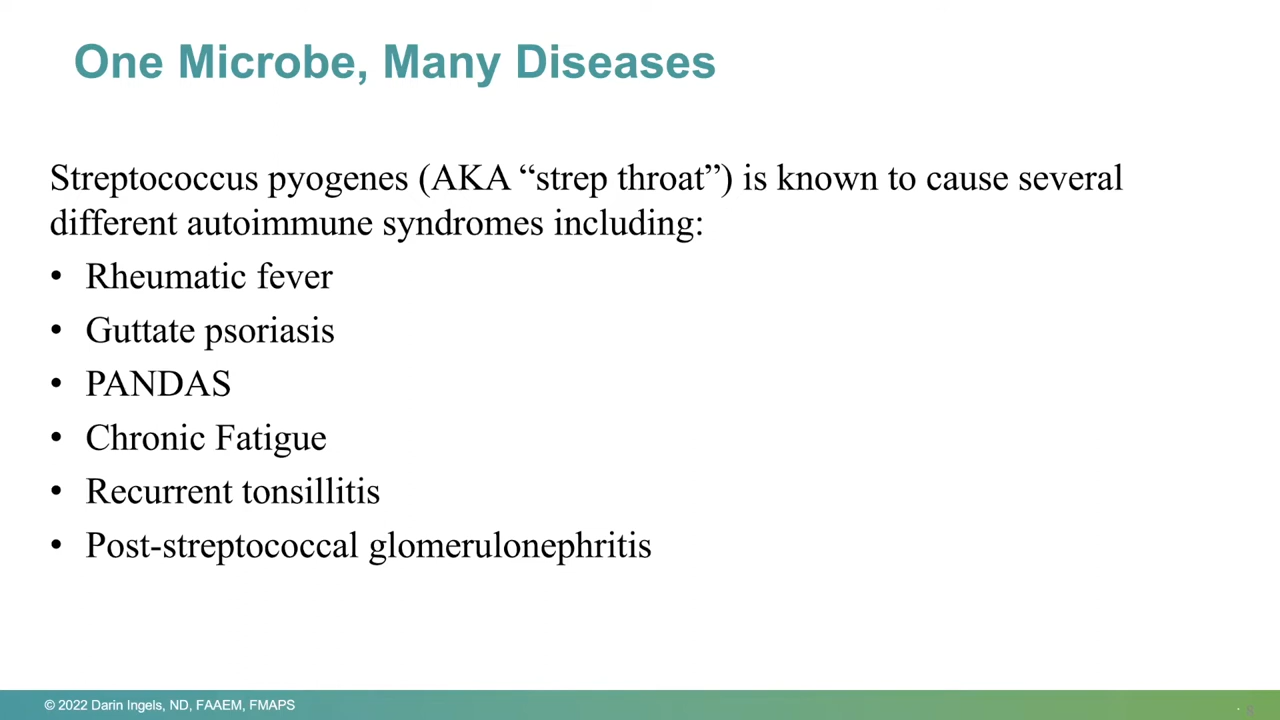 One Microbe, Many Diseases
Streptococcus pyogenes (AKA “strep throat”) is known to cause several
different autoimmune syndromes including:
• Rheumatic fever
• Guttate psoriasis
• PANDAS
• Chronic Fatigue
• Recurrent tonsillitis
• Post-streptococcal glomerulonephritis
© 2022 Darin Ingels, ND, FAAEM, FMAPS